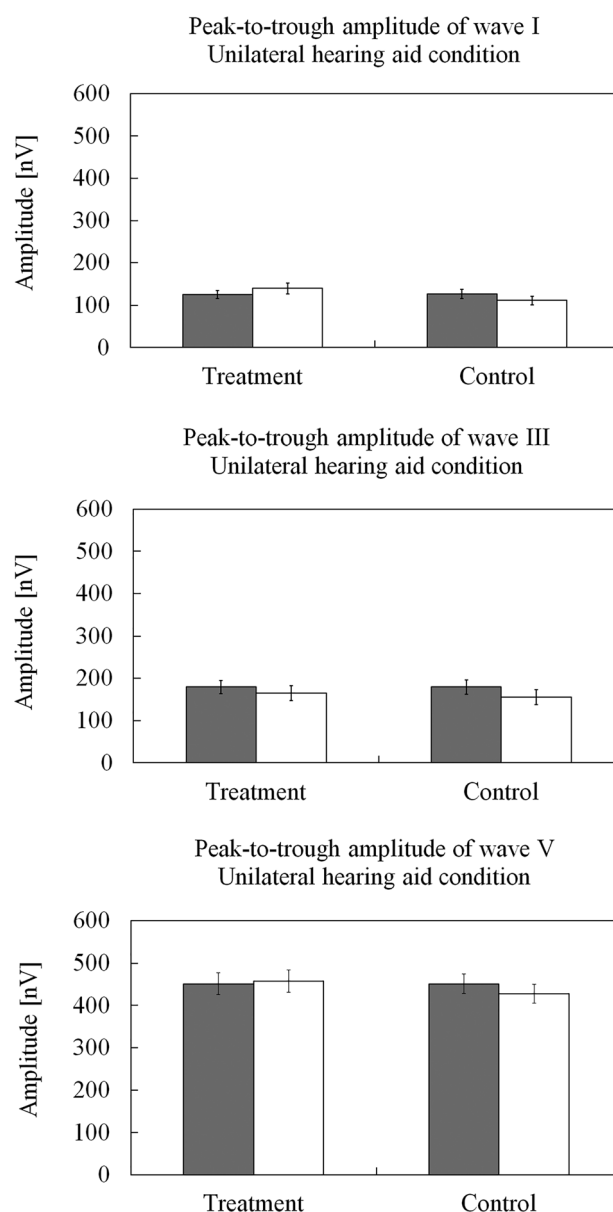 Peak-to-trough amplitude of wave I
Unilateral hearing aid condition
Amplitude [nV]
600
500
400
300
200
100
0
Treatment Control
Peak-to-trough amplitude of wave III
Unilateral hearing aid condition
Amplitude [nV]
600
500
400
300
200
100
0
Treatment Control
Peak-to-trough amplitude of wave V
Unilateral hearing aid condition
Amplitude [nV]
600
500
400
300
200
100
0
Treatment Control